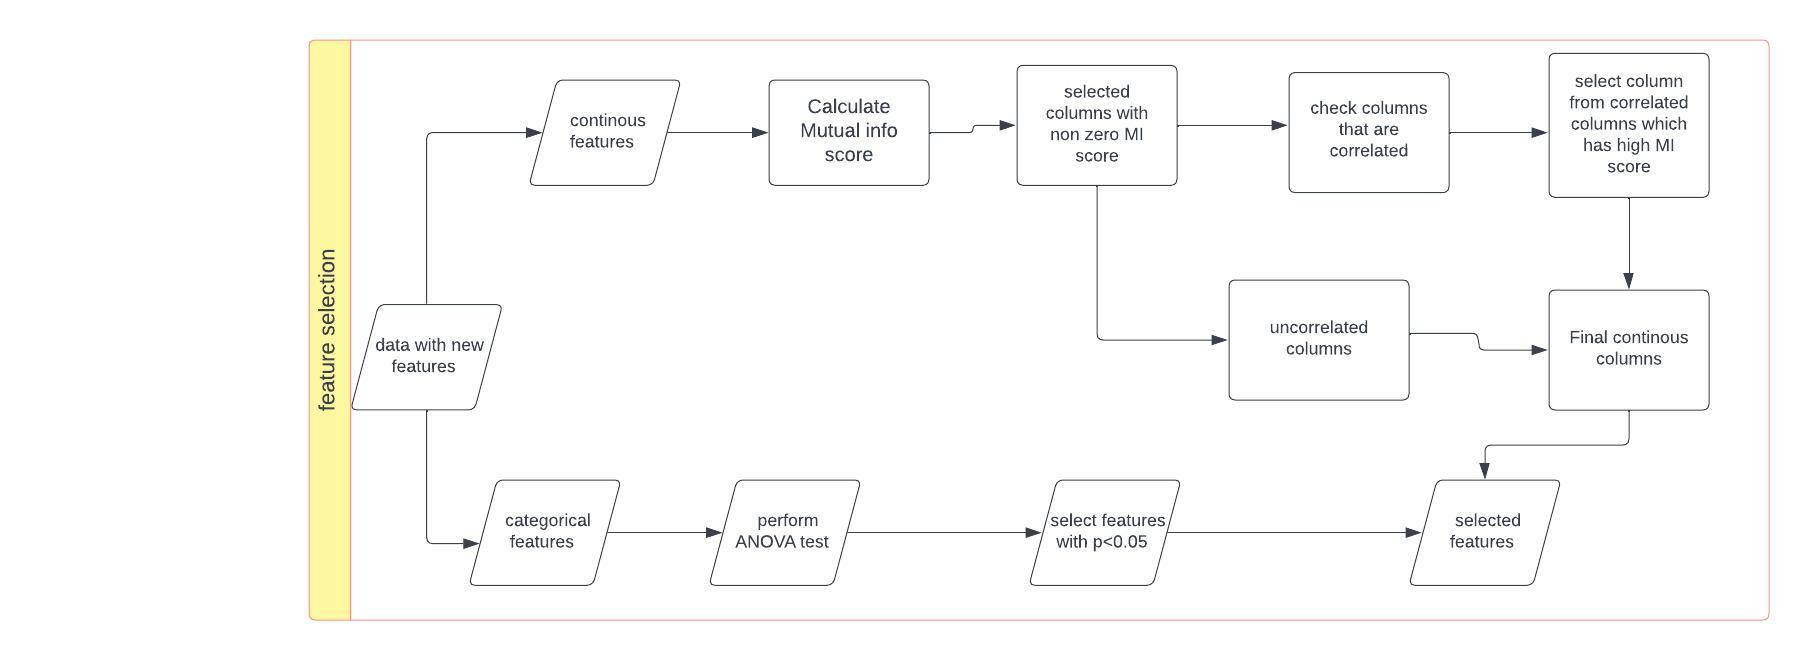 feature selection
continous
features
Calculate
Mutual info
score
selected
columns with
non zero MI
score
check columns
that are
correlated
select column
from correlated
columns which
has high MI
score
data with new
features
uncorrelated
columns
Final continous
columns
categorical
features
perform
ANOVA test
select features
with p<0.05
selected
features